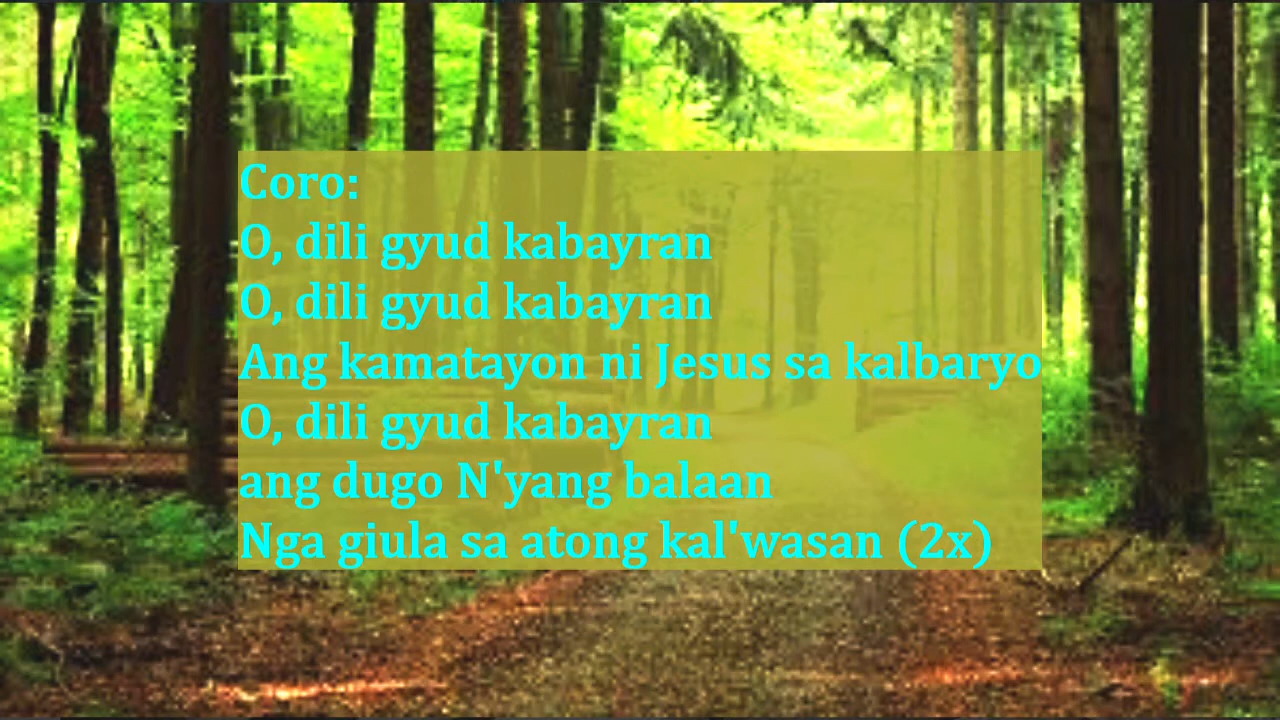 Coro:
O, dili gyud kabayran
O, dili gyud kabayran
Ang kamatayon ni Jesus sa kalbaryo
O, dili gyud kabayran
ang dugo N'yang balaan
Nga giula sa atong kal'wasan (2x)